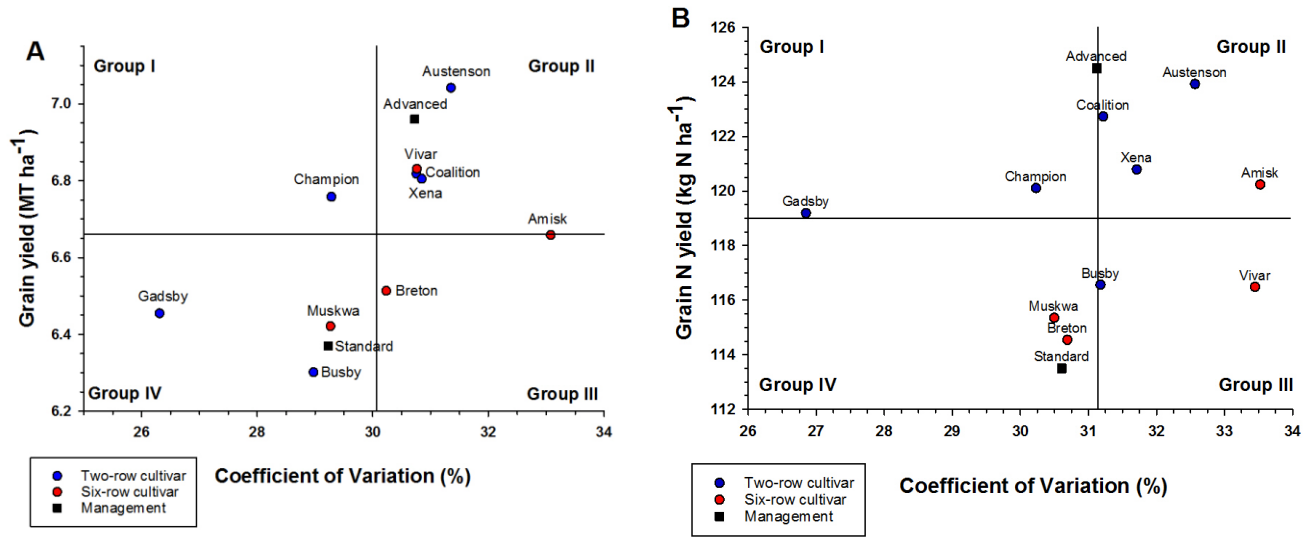 A
Group I
Group II
Austenson
Advanced
Vivar
Coalition
Xena
Champion
Amisk
Breton
Gadsby
Muskwa
Standard
Busby
Group IV
Group III
7.0
6.8
6.6
6.4
6.2
Grain yield (MT ha-1)
26
28
30
32
34
Coefficient of Variation (%)
Two-row cultivar
Six-row cultivar
Management
B
Group I
Group II
Advanced
Austenson
Coalition
Xena
Champion
Amisk
Gadsby
Busby
Vivar
Muskwa
Breton
Standard
Group IV
Group III
126
124
122
120
118
116
114
112
Grain N yield (kg N ha-1)
26
27
28
29
30
31
32
33
34
Coefficient of Variation (%)
Two-row cultivar
Six-row cultivar
Management